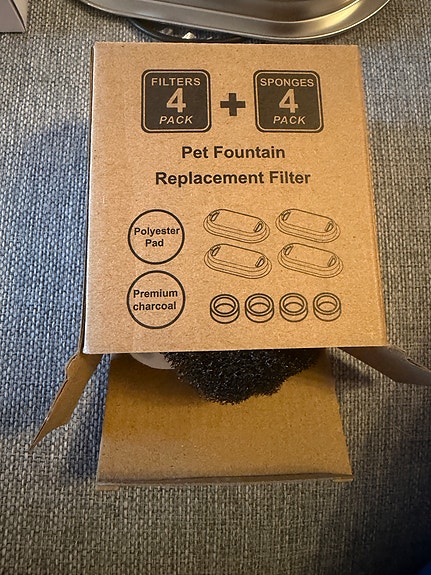 FILTERS
4
PACK
+
SPONGES
4
PACK
Pet Fountain
Replacement Filter
Polyester
Pad
Premium
charcoal